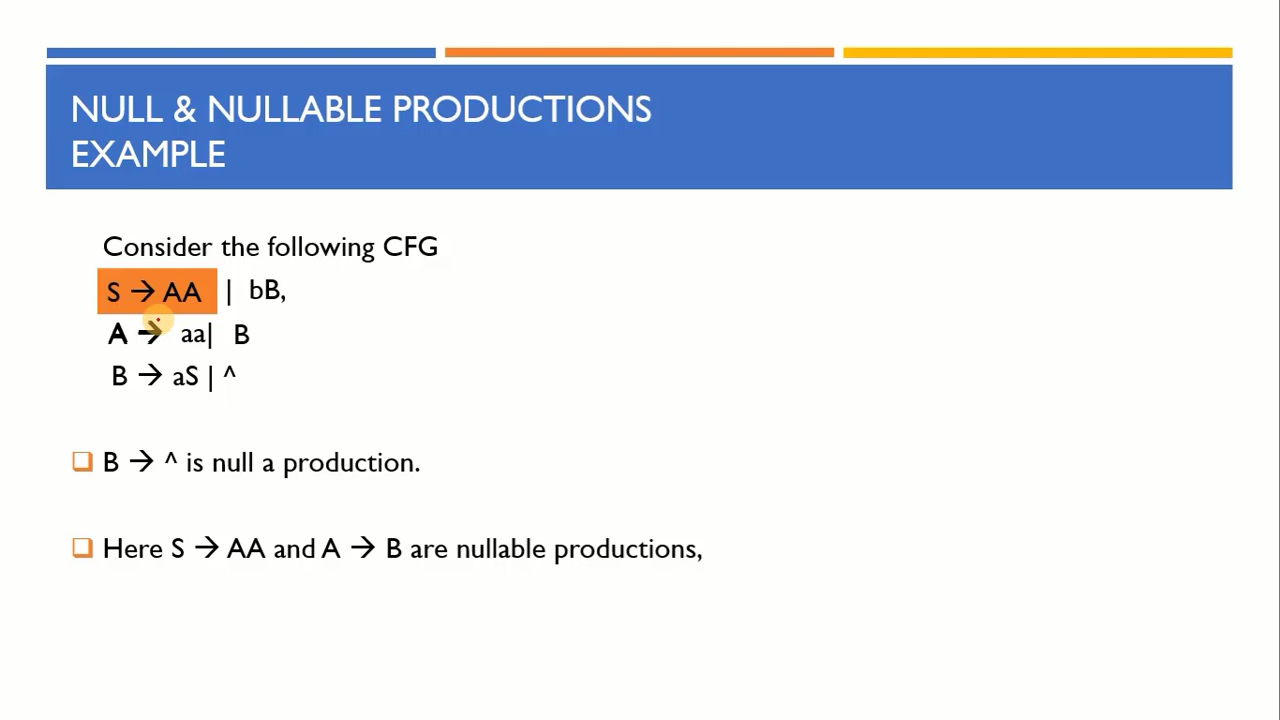 NULL & NULLABLE PRODUCTIONS
EXAMPLE
Consider the following CFG
S → AA | bB,
A → aa| B
B → aS | ^
❑ B → ^ is null a production.
❑ Here S → AA and A → B are nullable productions,